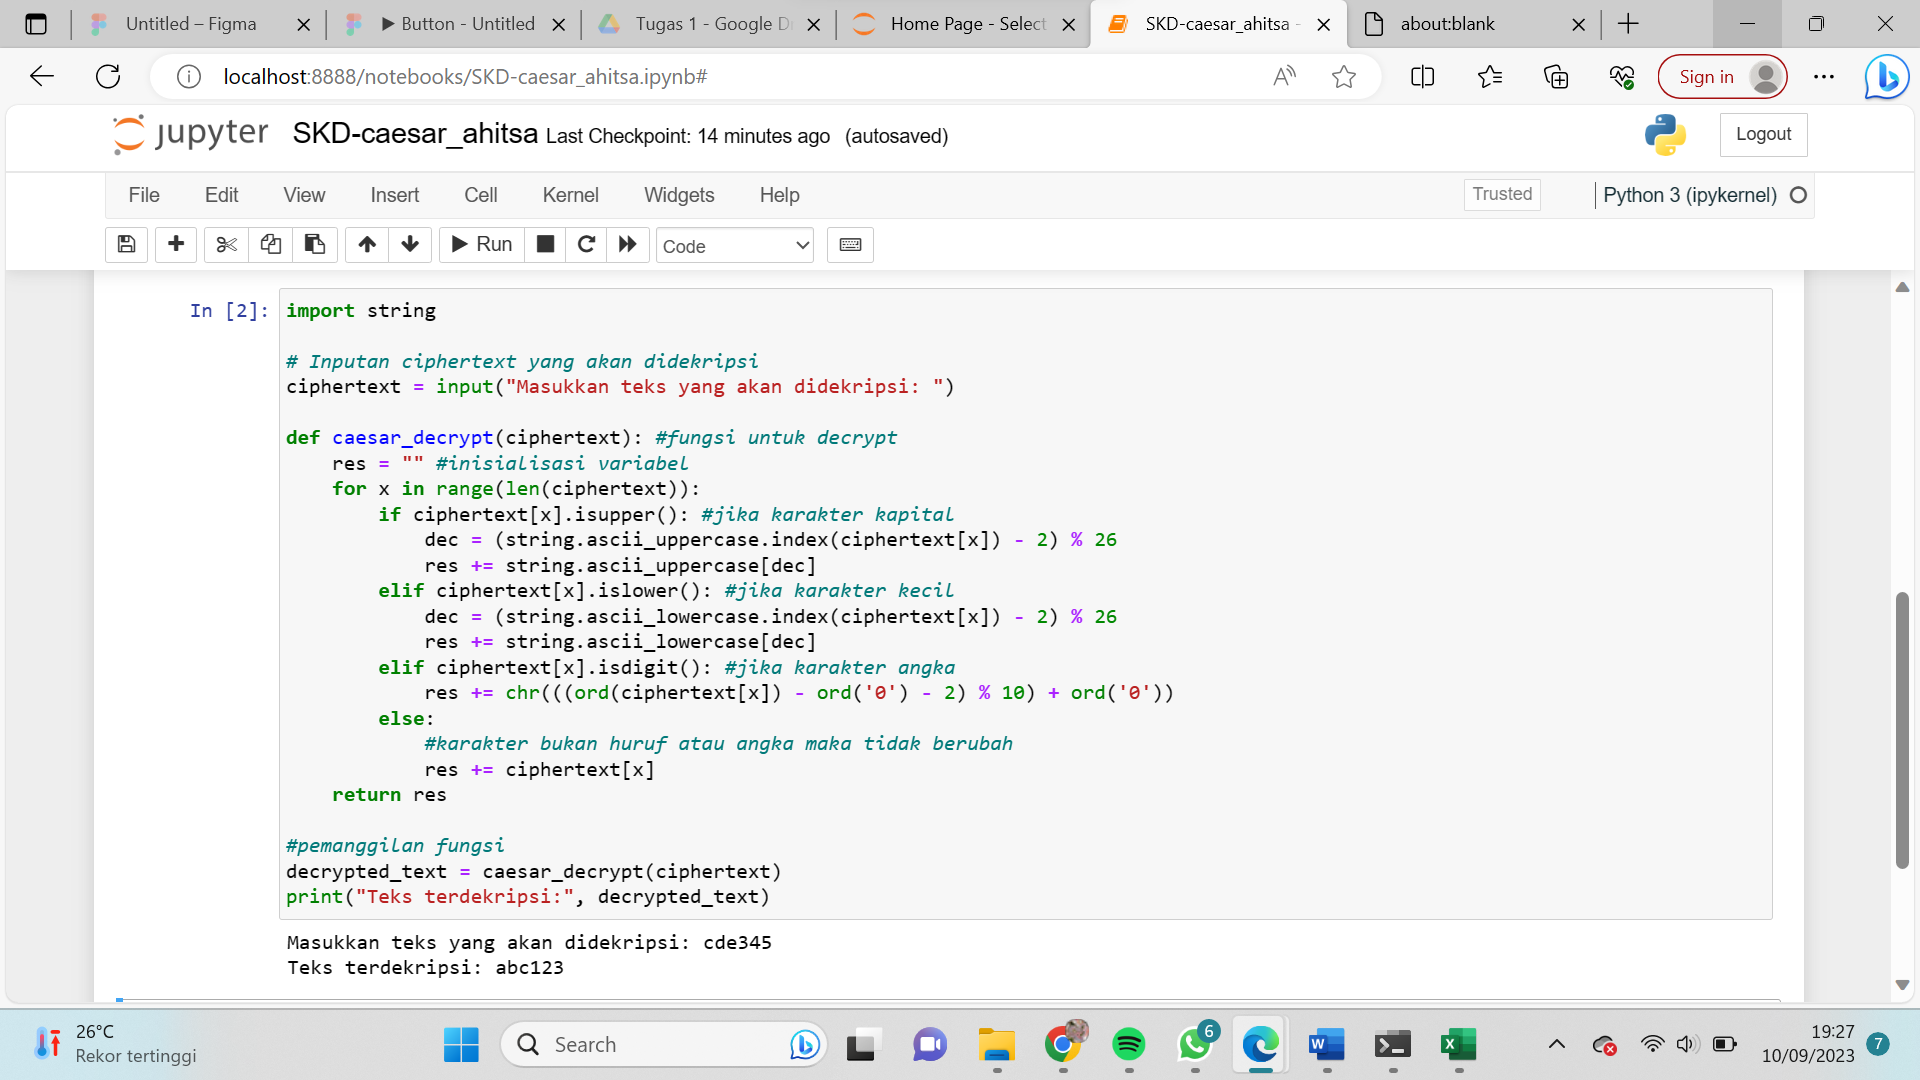 Untitled – Figma
▶ Button - Untitled
Tugas 1 - Google D
Home Page - Select
SKD-caesar_ahitsa -
about:blank
localhost:8888/notebooks/SKD-caesar_ahitsa.ipynb#
Sign in
jupyter SKD-caesar_ahitsa Last Checkpoint: 14 minutes ago (autosaved)
Logout
File Edit View Insert Cell Kernel Widgets Help
Trusted
Python 3 (ipykernel)
Run
Code
In [2]:
import string

# Inputan ciphertext yang akan didekripsi
ciphertext = input("Masukkan teks yang akan didekripsi: ")

def caesar_decrypt(ciphertext): #fungsi untuk decrypt
    res = "" #inisialisasi variabel
    for x in range(len(ciphertext)):
        if ciphertext[x].isupper(): #jika karakter kapital
            dec = (string.ascii_uppercase.index(ciphertext[x]) - 2) % 26
            res += string.ascii_uppercase[dec]
        elif ciphertext[x].islower(): #jika karakter kecil
            dec = (string.ascii_lowercase.index(ciphertext[x]) - 2) % 26
            res += string.ascii_lowercase[dec]
        elif ciphertext[x].isdigit(): #jika karakter angka
            res += chr(((ord(ciphertext[x]) - ord('0') - 2) % 10) + ord('0'))
        else:
            #karakter bukan huruf atau angka maka tidak berubah
            res += ciphertext[x]
    return res

#pemanggilan fungsi
decrypted_text = caesar_decrypt(ciphertext)
print("Teks terdekripsi:", decrypted_text)
Masukkan teks yang akan didekripsi: cde345
Teks terdekripsi: abc123
26°C
Rekor tertinggi
Search
6
19:27
10/09/2023
7